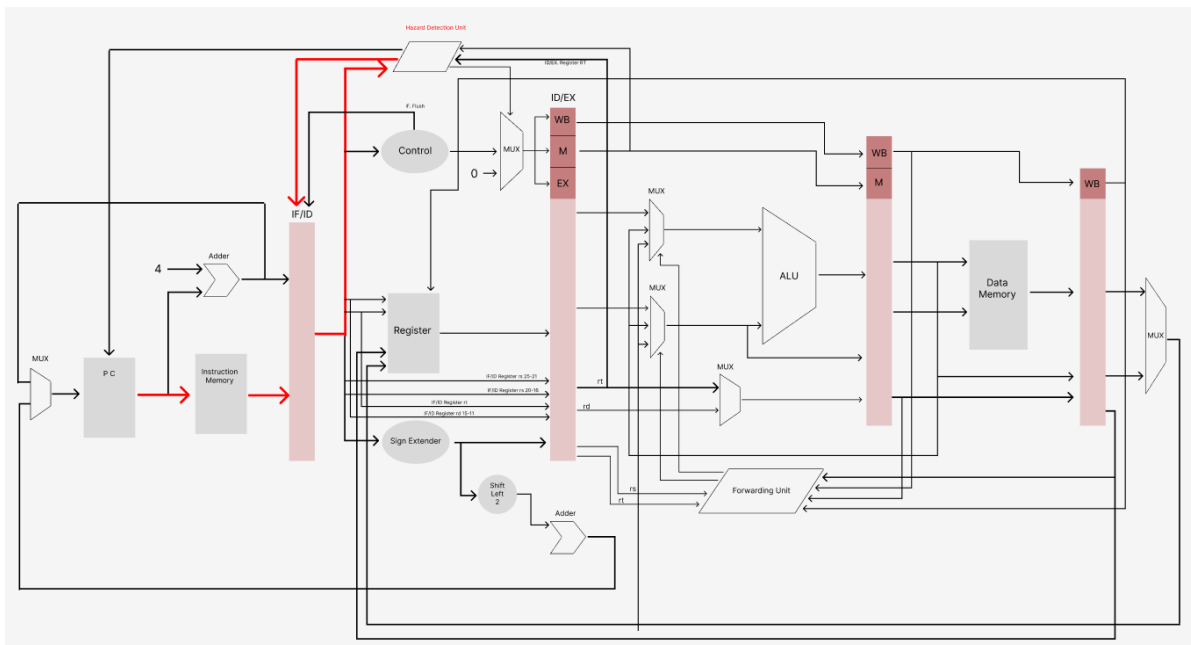 Hazard Detection Unit
ID/EX. Register RT
ID/EX
IF. Flush
WB
Control
MUX
M
0
EX
WB
M
WB
MUX
IF/ID
Adder
4
ALU
Data
Memory
MUX
Register
MUX
MUX
P C
Instruction
Memory
IF/ID Register rs 25-21
rt
MUX
IF/ID Register rs 20-16
IF/ID Register rt
rd
IF/ID Register rd 15-11
Sign Extender
Shift
Left
2
rs
rt
Forwarding Unit
Adder